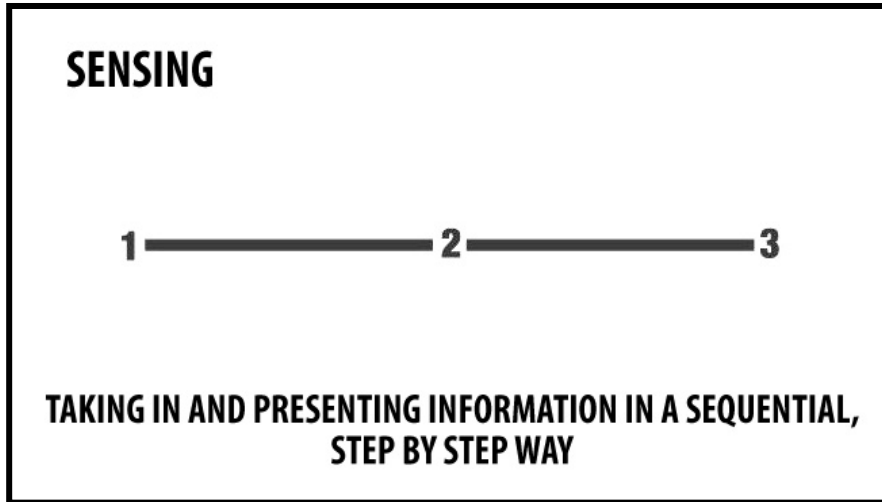 SENSING
1 2 3
TAKING IN AND PRESENTING INFORMATION IN A SEQUENTIAL,
STEP BY STEP WAY